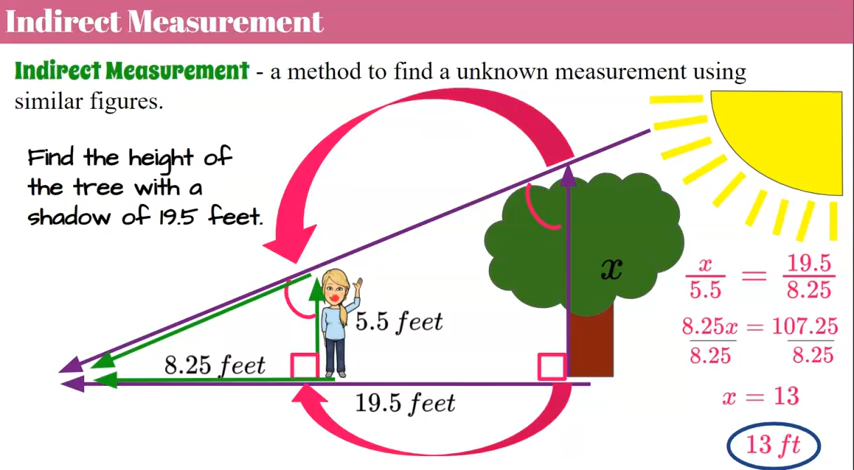 Indirect Measurement
Indirect Measurement - a method to find a unknown measurement using
similar figures.
Find the height of
the tree with a
shadow of 19.5 feet.
x
5.5 feet
8.25 feet
19.5 feet
x/5.5 = 19.5/8.25
8.25x = 107.25
8.25 8.25
x = 13
13 ft